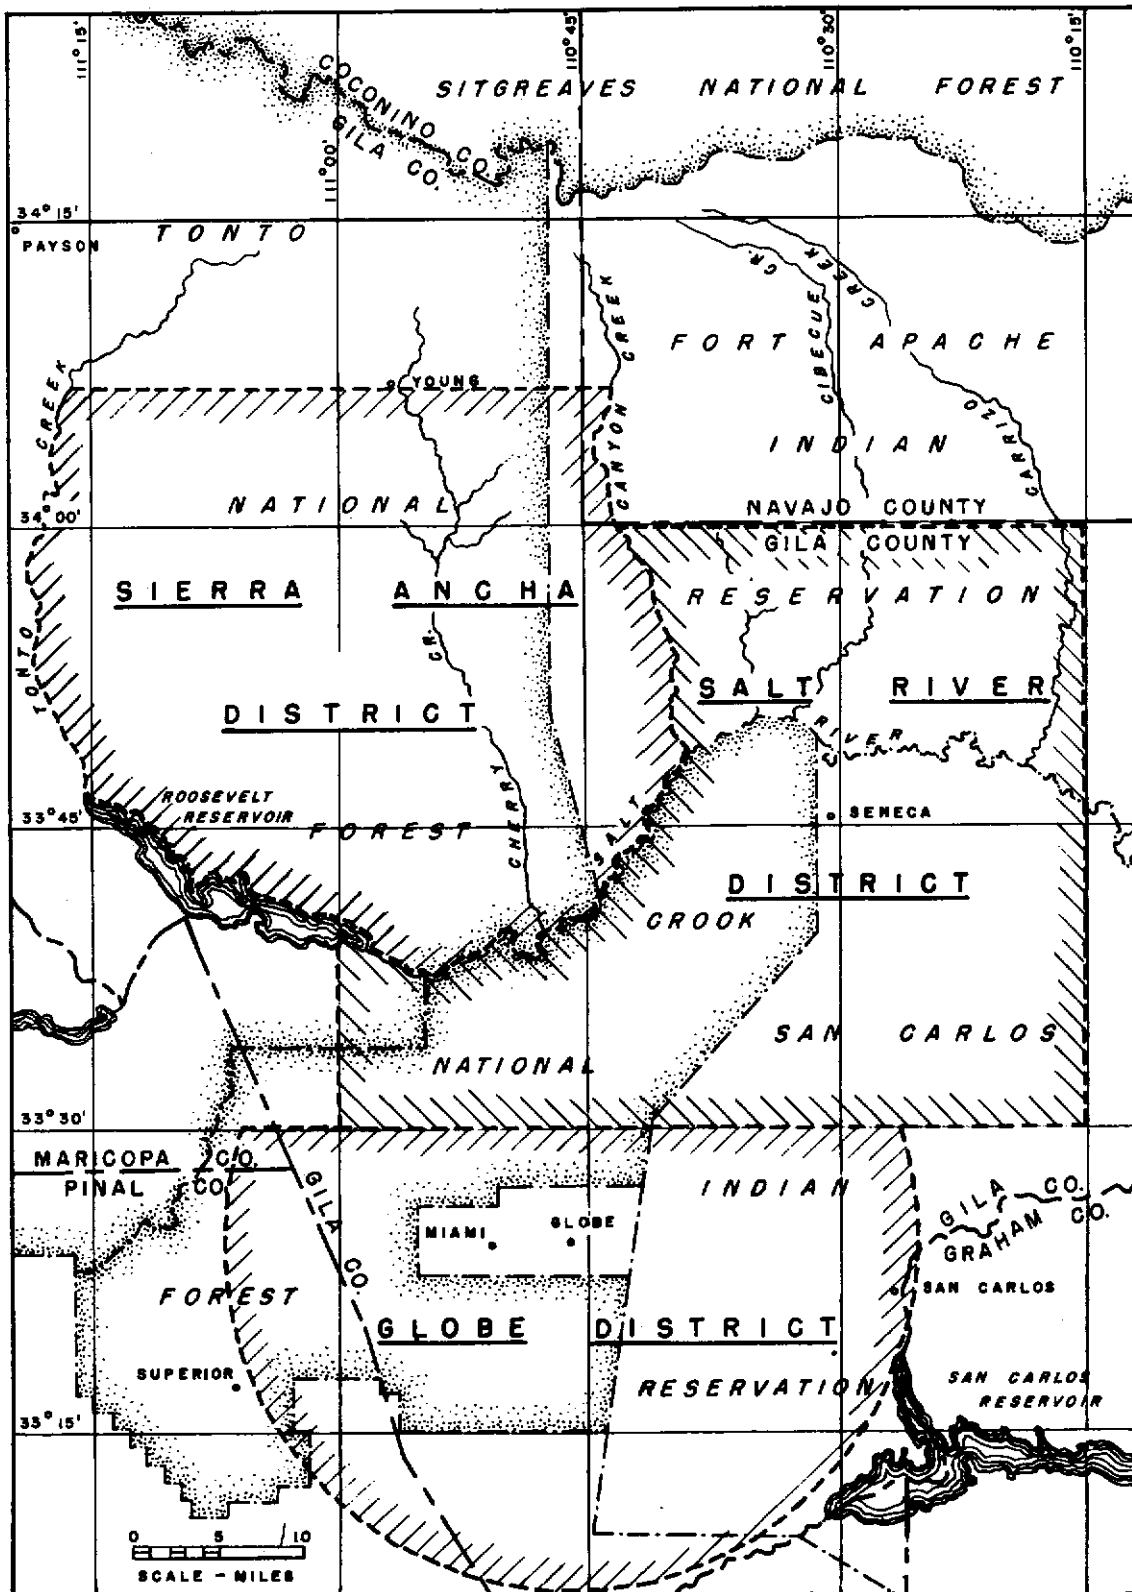 111° 15'
110° 45'
110° 30'
110° 15'
COCONINO CO.
GILA CO.
111° 00'
SITGREAVES NATIONAL FOREST
34° 15'
PAYSON
TONTO
CR.
CREEK
CANYON CREEK
CIBECUE
FORT APACHE
CARRIZO
TONTO CREEK
YOUNG
INDIAN
NATIONAL
NAVAJO COUNTY
34° 00'
GILA COUNTY
SIERRA ANCHA
RESERVATION
CHERRY CR.
SALT RIVER
DISTRICT
SALT RIVER
ROOSEVELT
RESERVOIR
33° 45'
FOREST
SENECA
DISTRICT
CROOK
SAN CARLOS
NATIONAL
33° 30'
MARICOPA CO.
PINAL CO.
GILA CO.
INDIAN
GILA CO.
GRAHAM CO.
MIAMI
GLOBE
SAN CARLOS
FOREST
GLOBE DISTRICT
SUPERIOR
RESERVATION
SAN CARLOS
RESERVOIR
33° 15'
0 5 10
SCALE - MILES